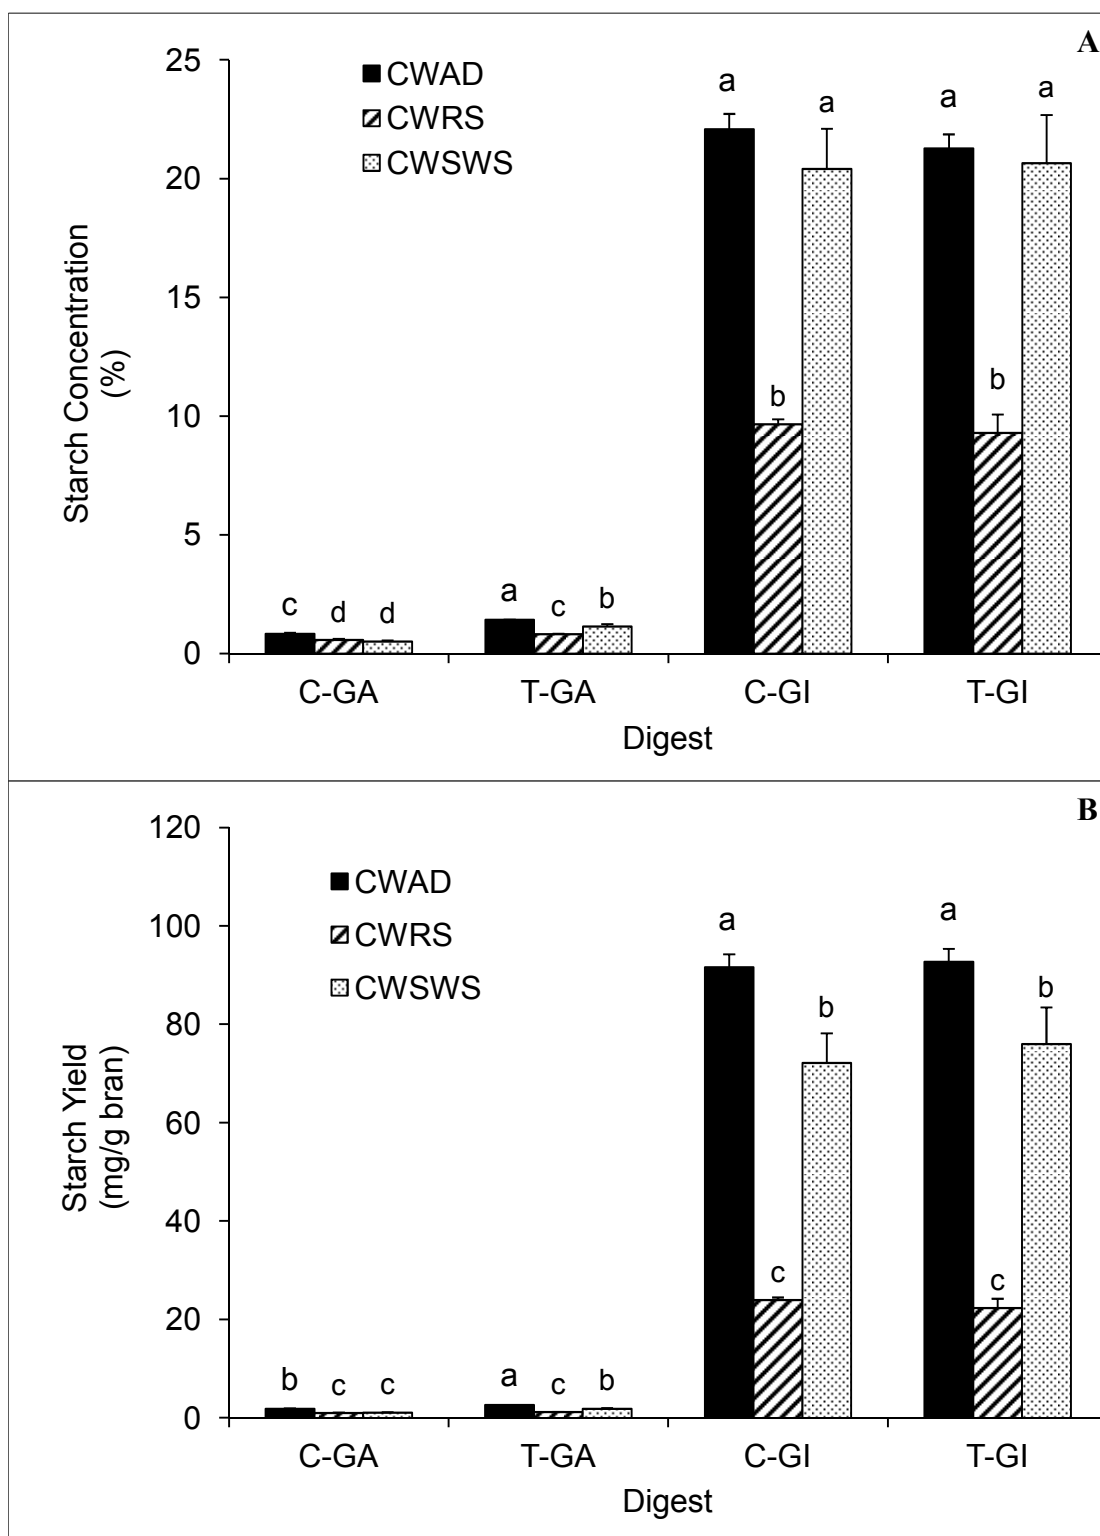 A
25
20
15
10
5
0
Starch Concentration
(%)
CWAD
CWRS
CWSWS
c d d
a c b
a b a
a b a
C-GA T-GA C-GI T-GI
Digest
B
120
100
80
60
40
20
0
Starch Yield
(mg/g bran)
CWAD
CWRS
CWSWS
b c c
a c b
a c b
a c b
C-GA T-GA C-GI T-GI
Digest